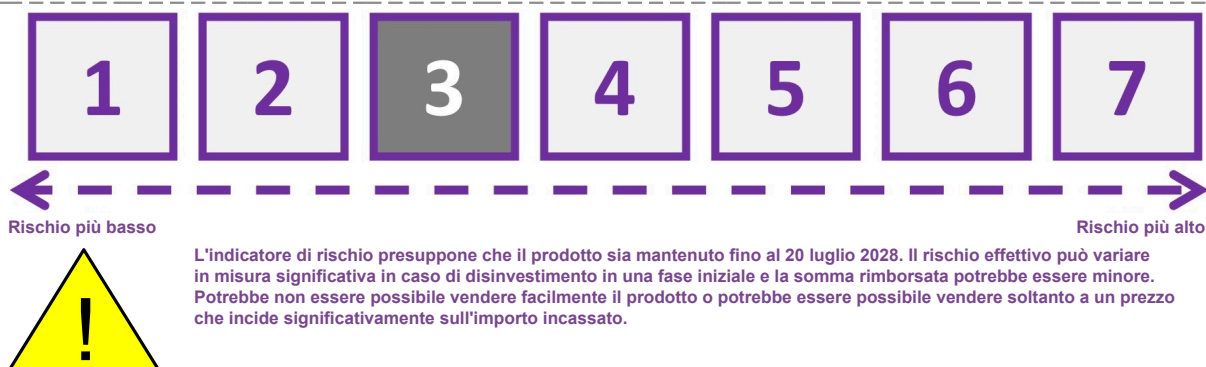 1 2 3 4 5 6 7
Rischio più basso Rischio più alto
L'indicatore di rischio presuppone che il prodotto sia mantenuto fino al 20 luglio 2028. Il rischio effettivo può variare
in misura significativa in caso di disinvestimento in una fase iniziale e la somma rimborsata potrebbe essere minore.
Potrebbe non essere possibile vendere facilmente il prodotto o potrebbe essere possibile vendere soltanto a un prezzo
che incide significativamente sull'importo incassato.
!